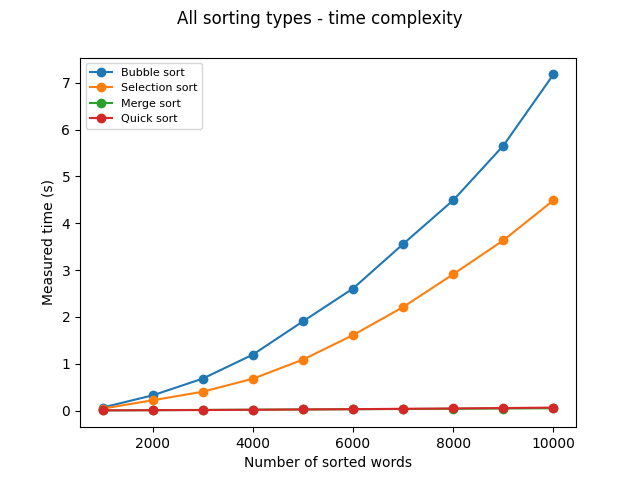 All sorting types - time complexity
Bubble sort
Selection sort
Merge sort
Quick sort
7
6
5
4
3
2
1
0
Measured time (s)
2000 4000 6000 8000 10000
Number of sorted words